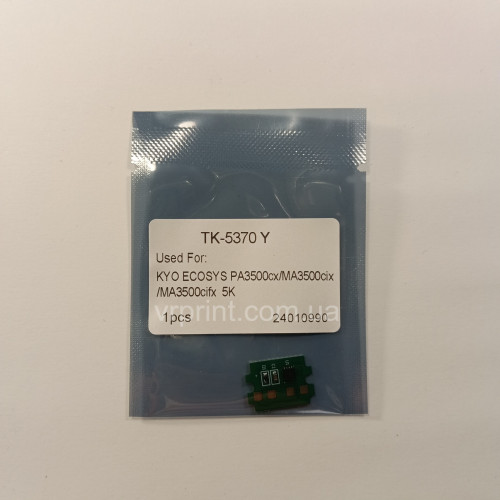 TK-5370 Y
Used For:
KYO ECOSYS PA3500cx/MA3500cix
/MA3500cifx 5K
vrprint.com.ua
1pcs 24010990